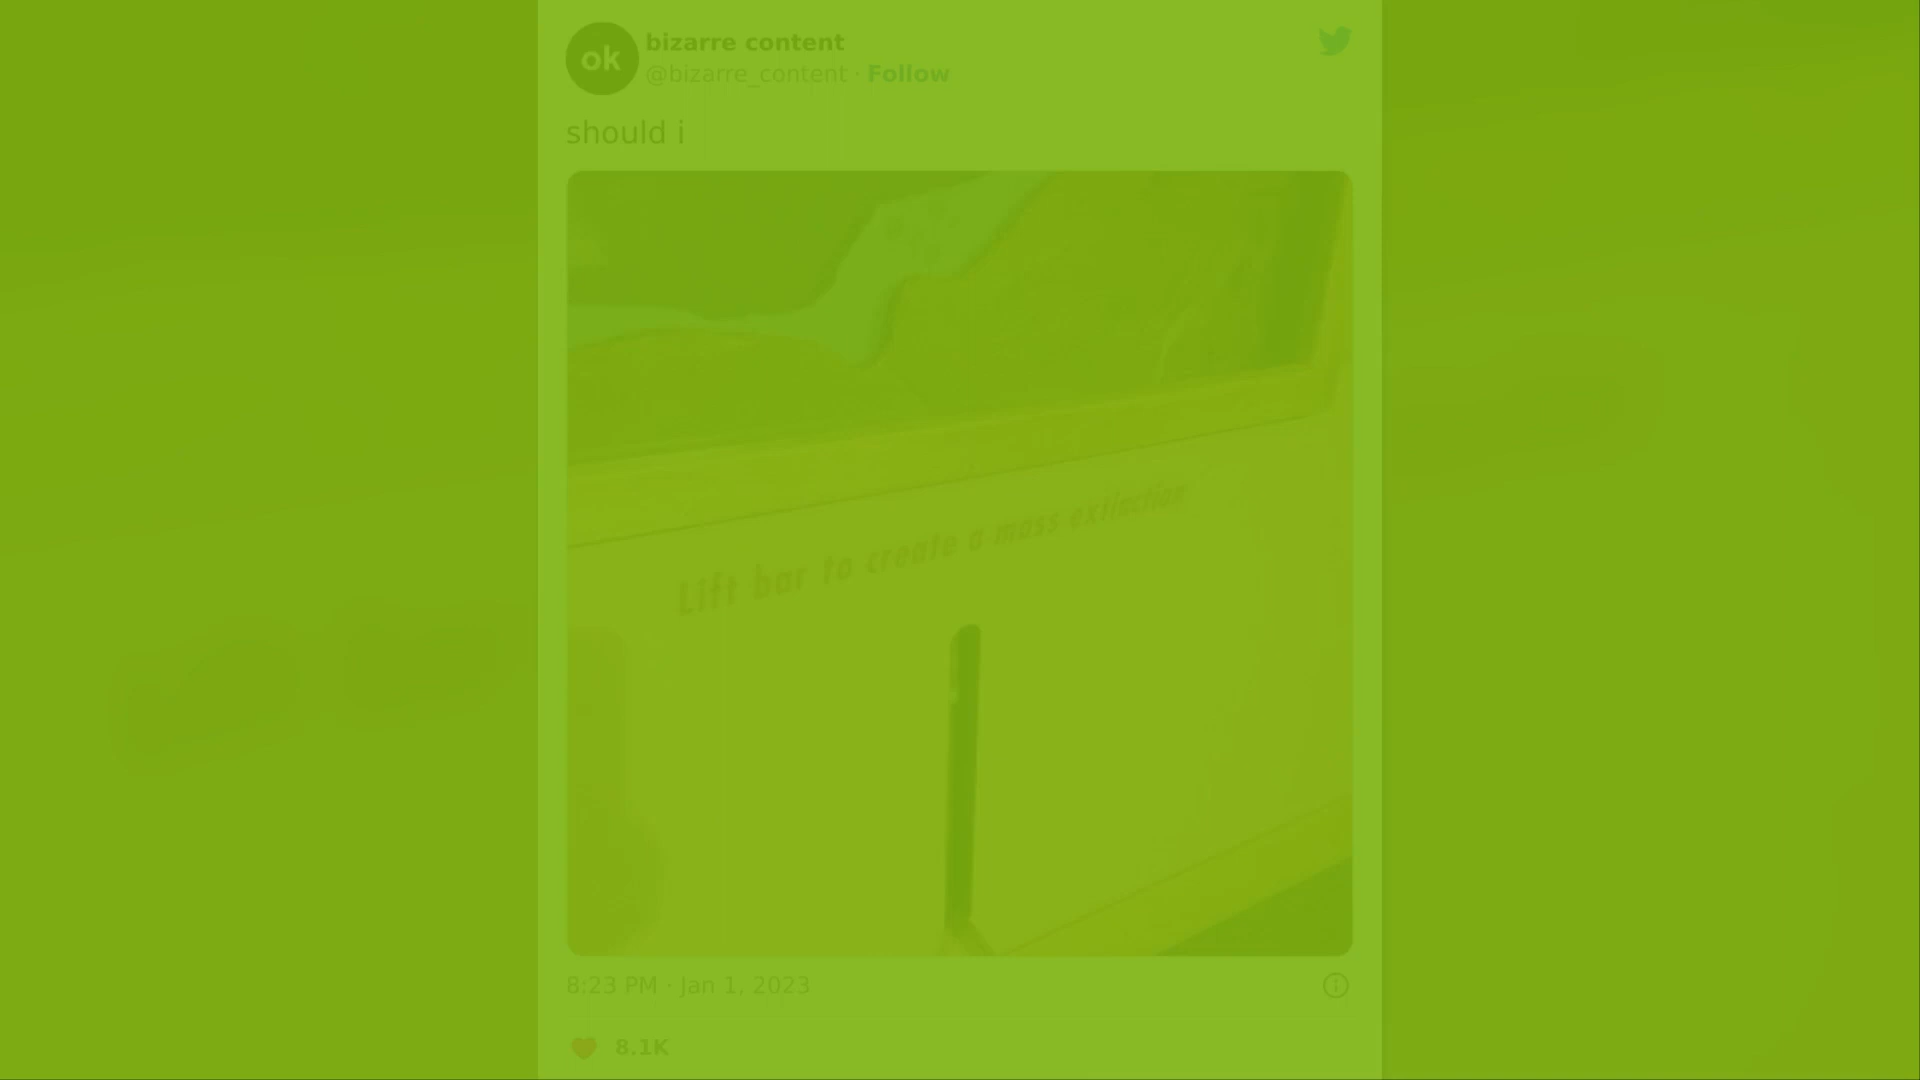 ok
bizarre content
@bizarre_content · Follow
should i
Lift bar to create a mass extinction
8:23 PM · Jan 1, 2023
8.1K